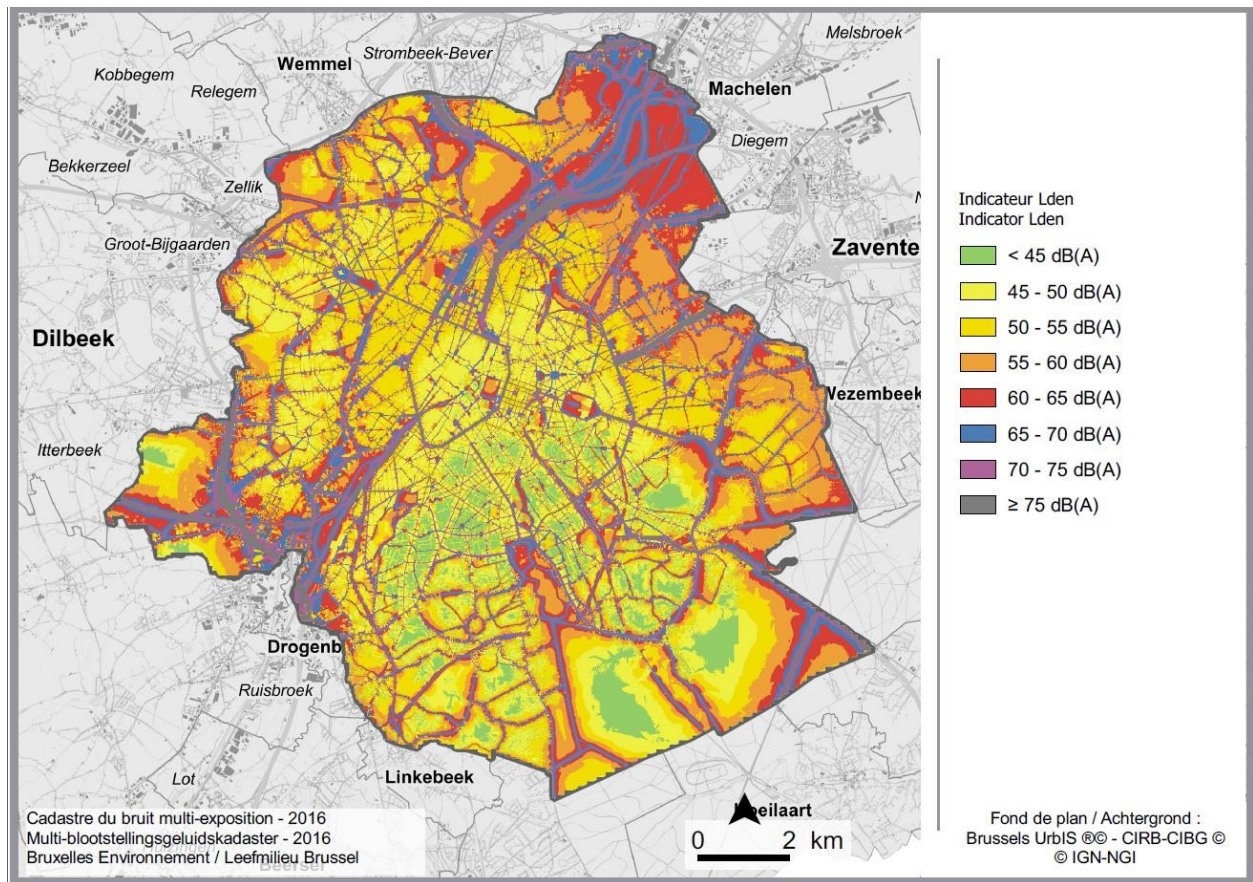 Melsbroek
Strombeek-Bever
Wemmel
Kobbegem
Relegem
Machelen
Diegem
Bekkerzeel
Zellik
Groot-Bijgaarden
Zavente
Dilbeek
Wezembeek
Itterbeek
Drogenb
Ruisbroek
Lot
Linkebeek
Beersel
0 2 km
Cadastre du bruit multi-exposition - 2016
Multi-blootstellingsgeluidskadaster - 2016
Bruxelles Environnement / Leefmilieu Brussel
Indicateur Lden
Indicator Lden
< 45 dB(A)
45 - 50 dB(A)
50 - 55 dB(A)
55 - 60 dB(A)
60 - 65 dB(A)
65 - 70 dB(A)
70 - 75 dB(A)
≥ 75 dB(A)
Fond de plan / Achtergrond :
Brussels UrbIS ®© - CIRB-CIBG ©
© IGN-NGI